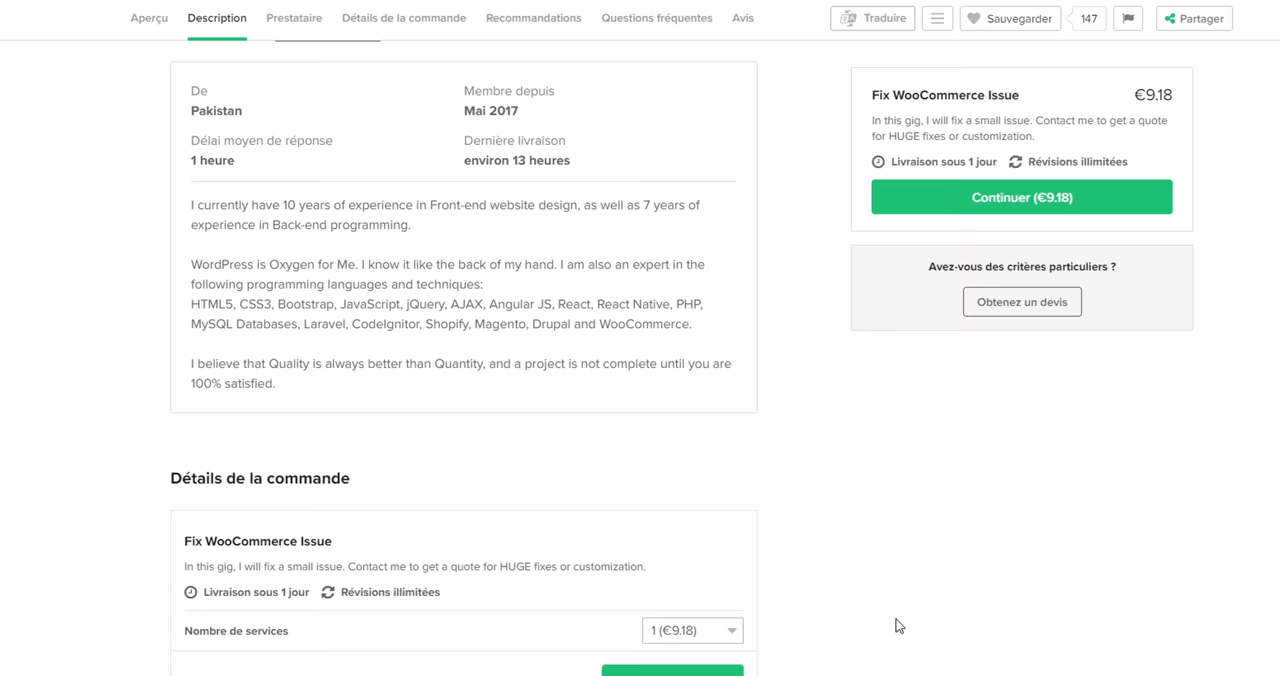 Aperçu Description Prestataire Détails de la commande Recommandations Questions fréquentes Avis Traduire Sauvegarder 147 Partager
De
Pakistan
Membre depuis
Mai 2017
Délai moyen de réponse
1 heure
Dernière livraison
environ 13 heures
I currently have 10 years of experience in Front-end website design, as well as 7 years of
experience in Back-end programming.
WordPress is Oxygen for Me. I know it like the back of my hand. I am also an expert in the
following programming languages and techniques:
HTML5, CSS3, Bootstrap, JavaScript, jQuery, AJAX, Angular JS, React, React Native, PHP,
MySQL Databases, Laravel, CodeIgnitor, Shopify, Magento, Drupal and WooCommerce.
I believe that Quality is always better than Quantity, and a project is not complete until you are
100% satisfied.
Fix WooCommerce Issue €9.18
In this gig, I will fix a small issue. Contact me to get a quote
for HUGE fixes or customization.
Livraison sous 1 jour Révisions illimitées
Continuer (€9.18)
Avez-vous des critères particuliers ?
Obtenez un devis
Détails de la commande
Fix WooCommerce Issue
In this gig, I will fix a small issue. Contact me to get a quote for HUGE fixes or customization.
Livraison sous 1 jour Révisions illimitées
Nombre de services 1 (€9.18)